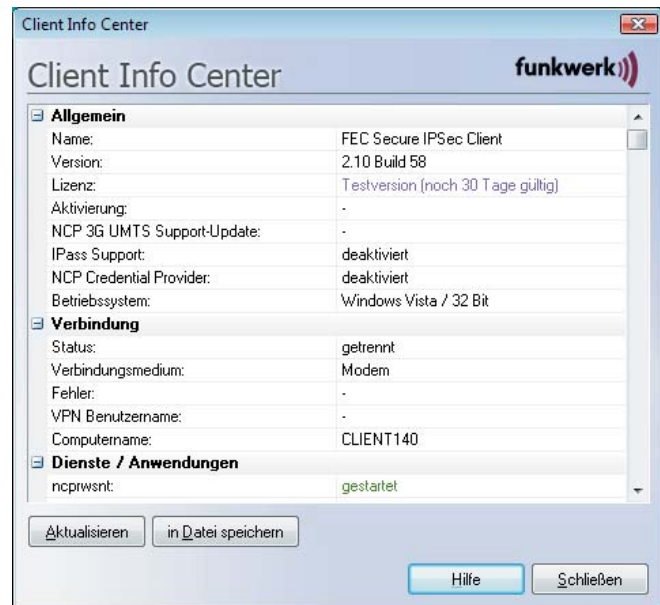 Client Info Center
Client Info Center
funkwerk
Allgemein
Name: FEC Secure IPSec Client
Version: 2.10 Build 58
Lizenz: Testversion (noch 30 Tage gültig)
Aktivierung: -
NCP 3G UMTS Support-Update: -
IPass Support: deaktiviert
NCP Credential Provider: deaktiviert
Betriebssystem: Windows Vista / 32 Bit
Verbindung
Status: getrennt
Verbindungsmedium: Modem
Fehler: -
VPN Benutzername: -
Computername: CLIENT140
Dienste / Anwendungen
ncprwsnt: gestartet
Aktualisieren in Datei speichern
Hilfe Schließen